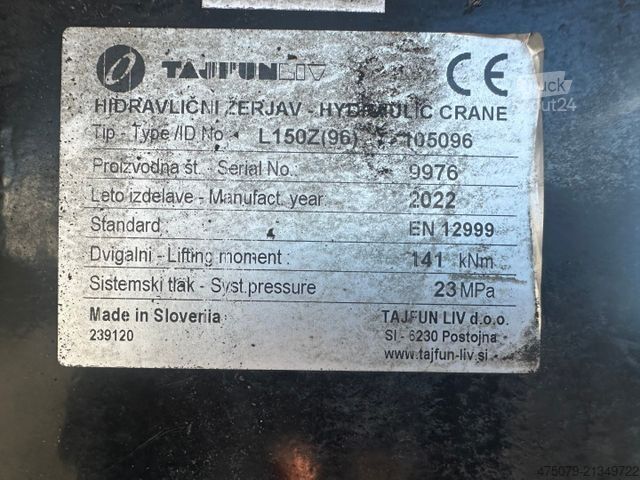 TAJFUN LIV CE
HIDRAVLIČNI ŽERJAV - HYDRAULIC CRANE
Tip - Type /ID No L150Z(96) 105096
Proizvodna št. - Serial No.: 9976
Leto izdelave - Manufact. year 2022
Standard: EN 12999
Dvigalni - Lifting moment: 141 kNm
Sistemski tlak - Syst.pressure 23 MPa
Made in Slovenia TAJFUN LIV d.o.o.
239120 SI - 6230 Postojna
www.tajfun-liv.si
475079-21349722